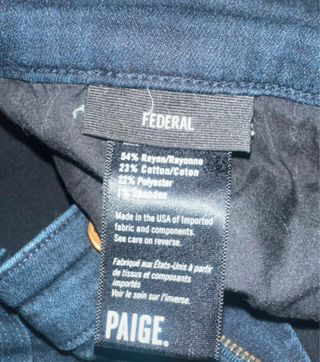 FEDERAL
54% Rayon/Rayonne
23% Cotton/Coton
22% Polyester
1% Spandex
Made in the USA of Imported
fabric and components.
See care on reverse.
Fabriqué aux États-Unis à partir
de tissus et composants
importés
Voir le soin sur l'inverse.
PAIGE.